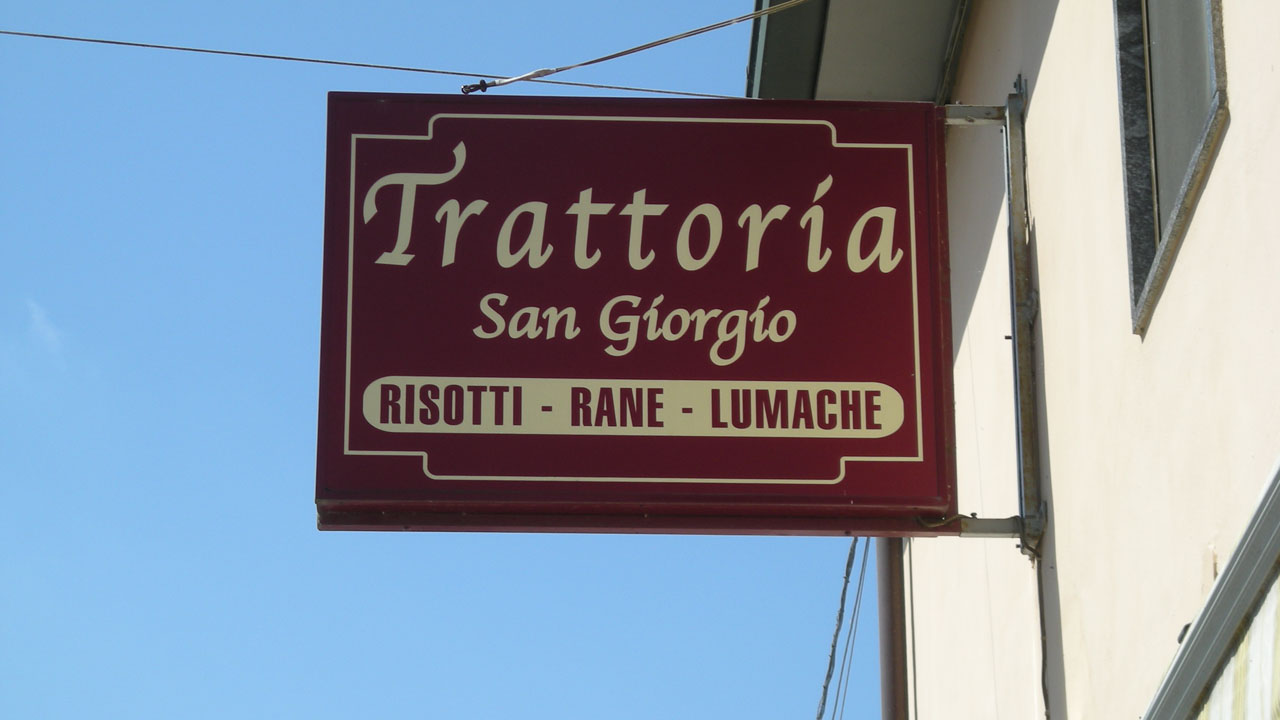 Trattoria
San Giorgio
RISOTTI - RANE - LUMACHE